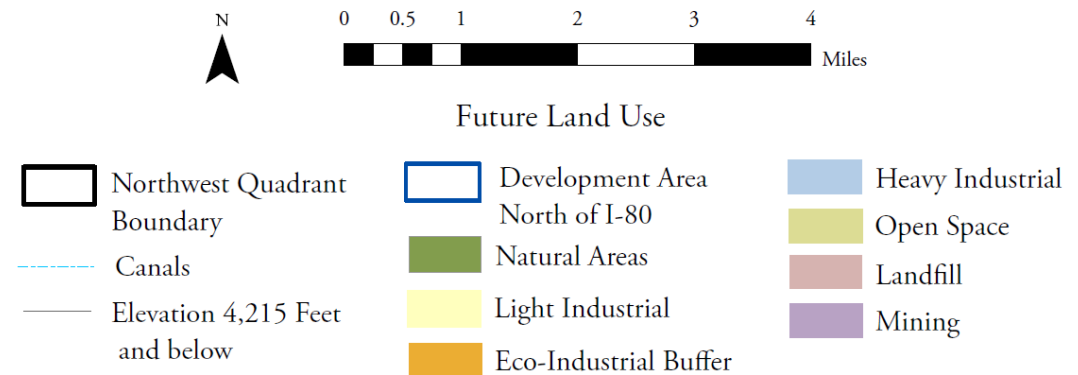 N
0 0.5 1 2 3 4
Miles
Future Land Use
Northwest Quadrant
Boundary
Canals
Elevation 4,215 Feet
and below
Development Area
North of I-80
Natural Areas
Light Industrial
Eco-Industrial Buffer
Heavy Industrial
Open Space
Landfill
Mining